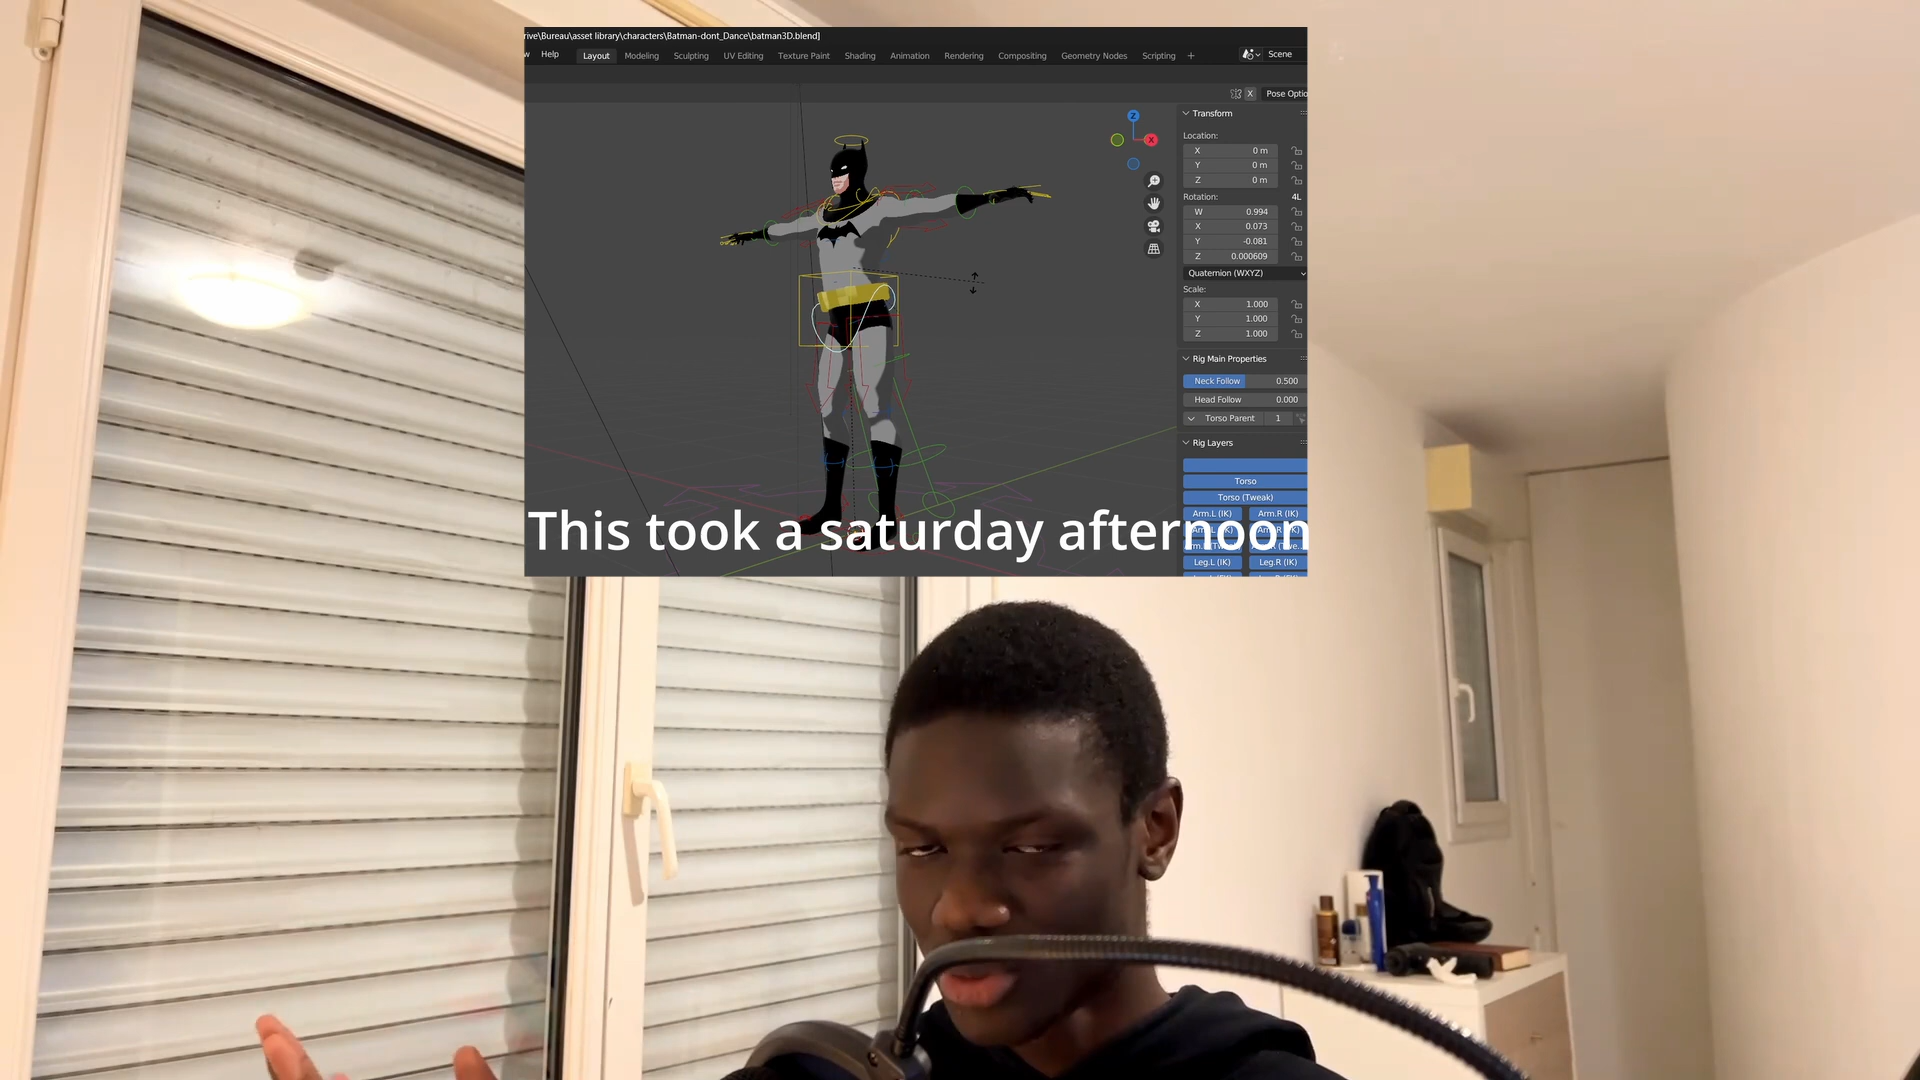 rive\Bureau\asset library\characters\Batman-dont_Dance\batman3D.blend]
w Help Layout Modeling Sculpting UV Editing Texture Paint Shading Animation Rendering Compositing Geometry Nodes Scripting + Scene
X Pose Optio
Z
X
Transform
Location:
X 0 m
Y 0 m
Z 0 m
Rotation: 4L
W 0.994
X 0.073
Y -0.081
Z 0.000609
Quaternion (WXYZ)
Scale:
X 1.000
Y 1.000
Z 1.000
Rig Main Properties
Neck Follow 0.500
Head Follow 0.000
Torso Parent 1
Rig Layers
Torso
Torso (Tweak)
Arm.L (IK) Arm.R (IK)
This took a saturday afternoon
Leg.L (IK) Leg.R (IK)